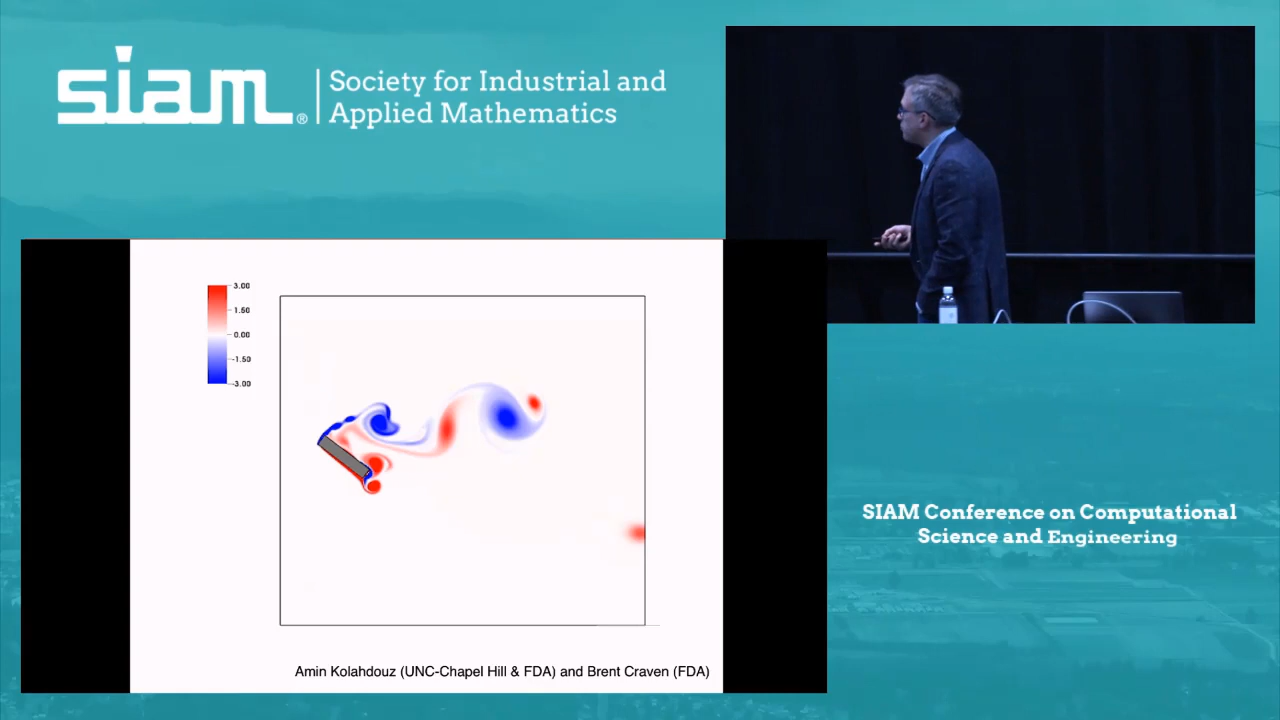 siam®
Society for Industrial and
Applied Mathematics
3.00
1.50
0.00
-1.50
-3.00
Amin Kolahdouz (UNC-Chapel Hill & FDA) and Brent Craven (FDA)
SIAM Conference on Computational
Science and Engineering